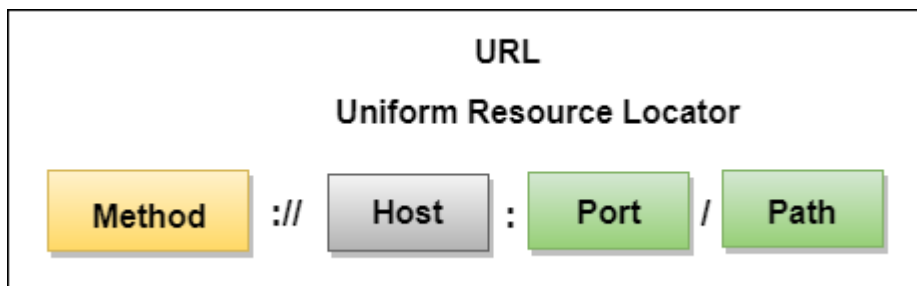 URL
Uniform Resource Locator
Method :// Host : Port / Path